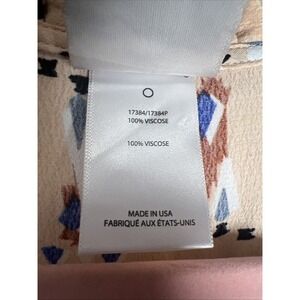 17384/17384P
100% VISCOSE
100% VISCOSE
MADE IN USA
FABRIQUÉ AUX ÉTATS-UNIS